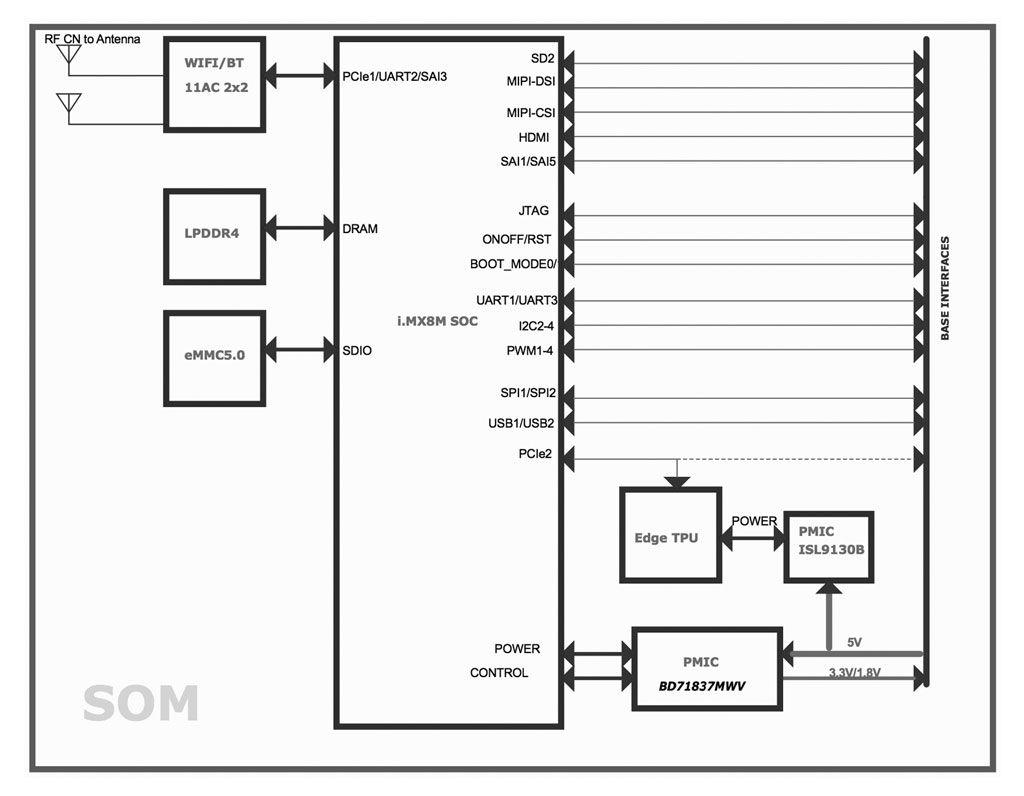 RF CN to Antenna
WIFI/BT
11AC 2x2
PCIe1/UART2/SAI3
LPDDR4
DRAM
eMMC5.0
SDIO
i.MX8M SOC
SD2
MIPI-DSI
MIPI-CSI
HDMI
SAI1/SAI5
JTAG
ONOFF/RST
BOOT_MODE0/
UART1/UART3
I2C2-4
PWM1-4
SPI1/SPI2
USB1/USB2
PCIe2
BASE INTERFACES
Edge TPU
POWER
PMIC
ISL9130B
POWER
CONTROL
PMIC
BD71837MWV
5V
3.3V/1.8V
SOM